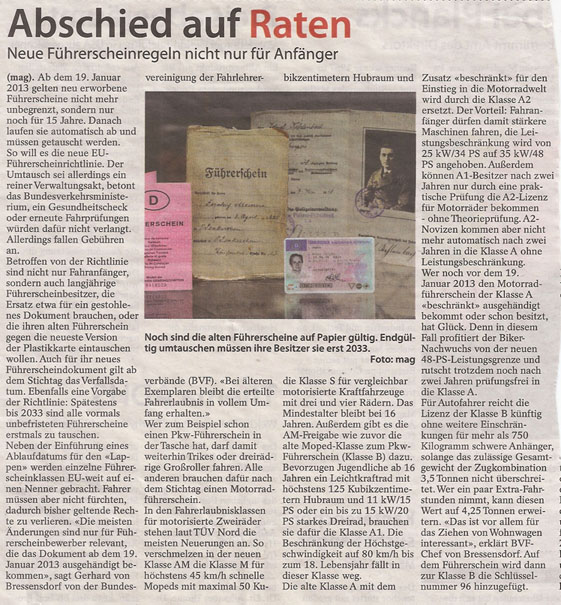 Abschied auf Raten
Neue Führerscheinregeln nicht nur für Anfänger
(mag). Ab dem 19. Januar
2013 gelten neu erworbene
Führerscheine nicht mehr
unbegrenzt, sondern nur
noch für 15 Jahre. Danach
laufen sie automatisch ab und
müssen getauscht werden.
So will es die neue EU-
Führerscheinrichtlinie. Der
Umtausch sei allerdings ein
reiner Verwaltungsakt, betont
das Bundesverkehrsministe-
rium, ein Gesundheitscheck
oder erneute Fahrprüfungen
würden dafür nicht verlangt.
Allerdings fallen Gebühren
an.
Betroffen von der Richtlinie
sind nicht nur Fahranfänger,
sondern auch langjährige
Führerscheinbesitzer, die
Ersatz etwa für ein gestohle-
nes Dokument brauchen, oder
die ihren alten Führerschein
gegen die neueste Version
der Plastikkarte eintauschen
wollen. Auch für ihr neues
Führerscheindokument gilt ab
dem Stichtag das Verfallsda-
tum. Ebenfalls eine Vorgabe
der Richtlinie: Spätestens
bis 2033 sind alle vormals
unbefristeten Führerscheine
erstmals zu tauschen.
Neben der Einführung eines
Ablaufdatums für den «Lap-
pen» werden einzelne Führer-
scheinklassen EU-weit auf ei-
nen Nenner gebracht. Fahrer
müssen aber nicht fürchten,
dadurch bisher geltende Rech-
te zu verlieren. «Die meisten
Änderungen sind nur für Füh-
rerscheinbewerber relevant,
die das Dokument ab dem 19.
Januar 2013 ausgehändigt be-
kommen», sagt Gerhard von
Bressensdorf von der Bundes-
vereinigung der Fahrlehrer-
D
ERSCHEIN
Führerschein
Noch sind die alten Führerscheine auf Papier gültig. Endgül-
tig umtauschen müssen ihre Besitzer sie erst 2033.
Foto: mag
verbände (BVF). «Bei älteren
Exemplaren bleibt die erteilte
Fahrerlaubnis in vollem Um-
fang erhalten.»
Wer zum Beispiel schon
einen Pkw-Führerschein in
der Tasche hat, darf damit
weiterhin Trikes oder dreiräd-
rige Großroller fahren. Alle
anderen brauchen dafür nach
dem Stichtag einen Motorrad-
führerschein.
In den Fahrerlaubnisklassen
für motorisierte Zweiräder
stehen laut TÜV Nord die
meisten Neuerungen an. So
verschmelzen in der neuen
Klasse AM die Klasse M für
höchstens 45 km/h schnelle
Mopeds mit maximal 50 Ku-
bikzentimetern Hubraum und
die Klasse S für vergleichbar
motorisierte Kraftfahrzeuge
mit drei und vier Rädern. Das
Mindestalter bleibt bei 16
Jahren. Außerdem gibt es die
AM-Freigabe wie zuvor die
alte Moped-Klasse zum Pkw-
Führerschein (Klasse B) dazu.
Bevorzugen Jugendliche ab 16
Jahren ein Leichtkraftrad mit
höchstens 125 Kubikzentime-
tern Hubraum und 11 kW/15
PS oder ein bis zu 15 kW/20
PS starkes Dreirad, brauchen
sie dafür die Klasse A1. Die
Beschränkung der Höchstge-
schwindigkeit auf 80 km/h bis
zum 18. Lebensjahr fällt in
dieser Klasse weg.
Die alte Klasse A mit dem
Zusatz «beschränkt» für den
Einstieg in die Motorradwelt
wird durch die Klasse A2
ersetzt. Der Vorteil: Fahran-
fänger dürfen damit stärkere
Maschinen fahren, die Leis-
tungsbeschränkung wird von
25 kW/34 PS auf 35 kW/48
PS angehoben. Außerdem
können A1-Besitzer nach zwei
Jahren nur durch eine prak-
tische Prüfung die A2-Lizenz
für Motorräder bekommen
- ohne Theorieprüfung. A2-
Novizen kommen aber nicht
mehr automatisch nach zwei
Jahren in die Klasse A ohne
Leistungsbeschränkung.
Wer noch vor dem 19.
Januar 2013 den Motorrad-
führerschein der Klasse A
«beschränkt» ausgehändigt
bekommt oder schon besitzt,
hat Glück. Denn in diesem
Fall profitiert der Biker-
Nachwuchs von der neuen
48-PS-Leistungsgrenze und
rutscht trotzdem noch nach
zwei Jahren prüfungsfrei in
die Klasse A.
Für Autofahrer reicht die
Lizenz der Klasse B künftig
ohne weitere Einschrän-
kungen für mehr als 750
Kilogramm schwere Anhänger,
solange das zulässige Gesamt-
gewicht der Zugkombination
3,5 Tonnen nicht überschrei-
tet. Wer ein paar Extra-Fahr-
stunden nimmt, kann diesen
Wert auf 4,25 Tonnen erwei-
tern. «Das ist vor allem für
das Ziehen von Wohnwagen
interessant», erklärt BVF-
Chef von Bressensdorf. Auf
dem Führerschein wird dann
zur Klasse B die Schlüssel-
nummer 96 hinzugefügt.